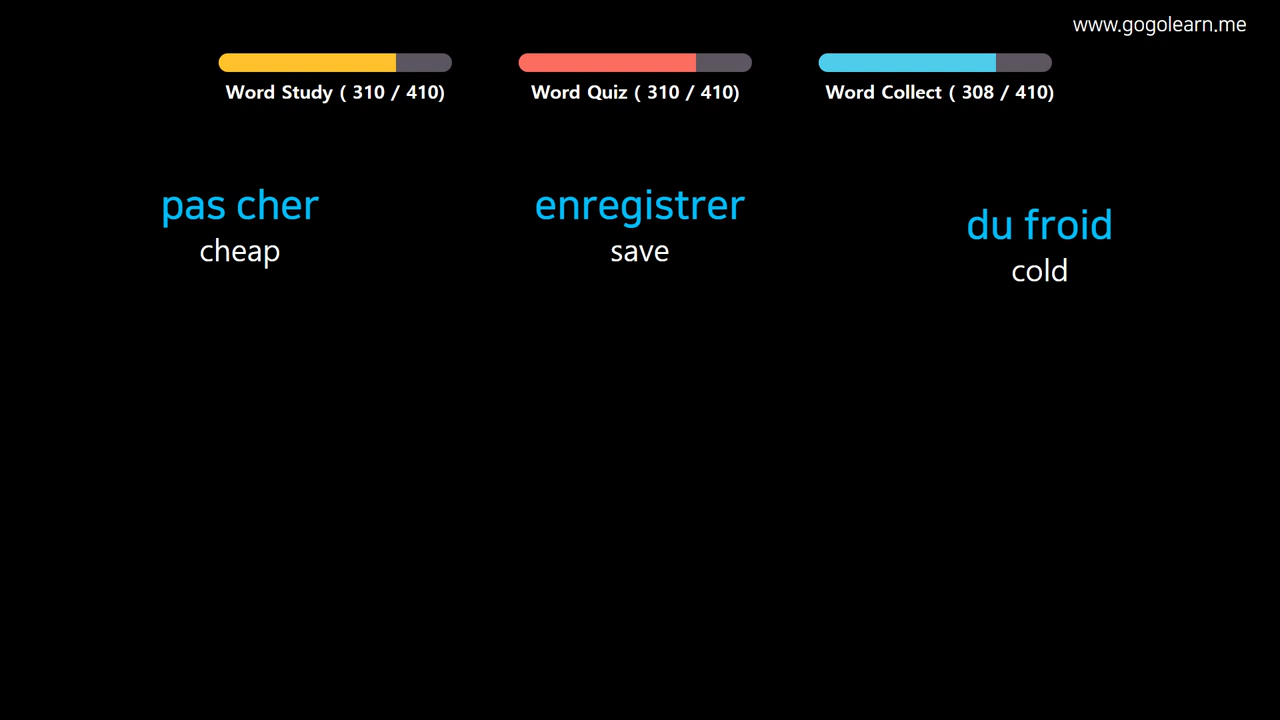 www.gogolearn.me
Word Study ( 310 / 410)
Word Quiz ( 310 / 410)
Word Collect ( 308 / 410)
pas cher
cheap
enregistrer
save
du froid
cold